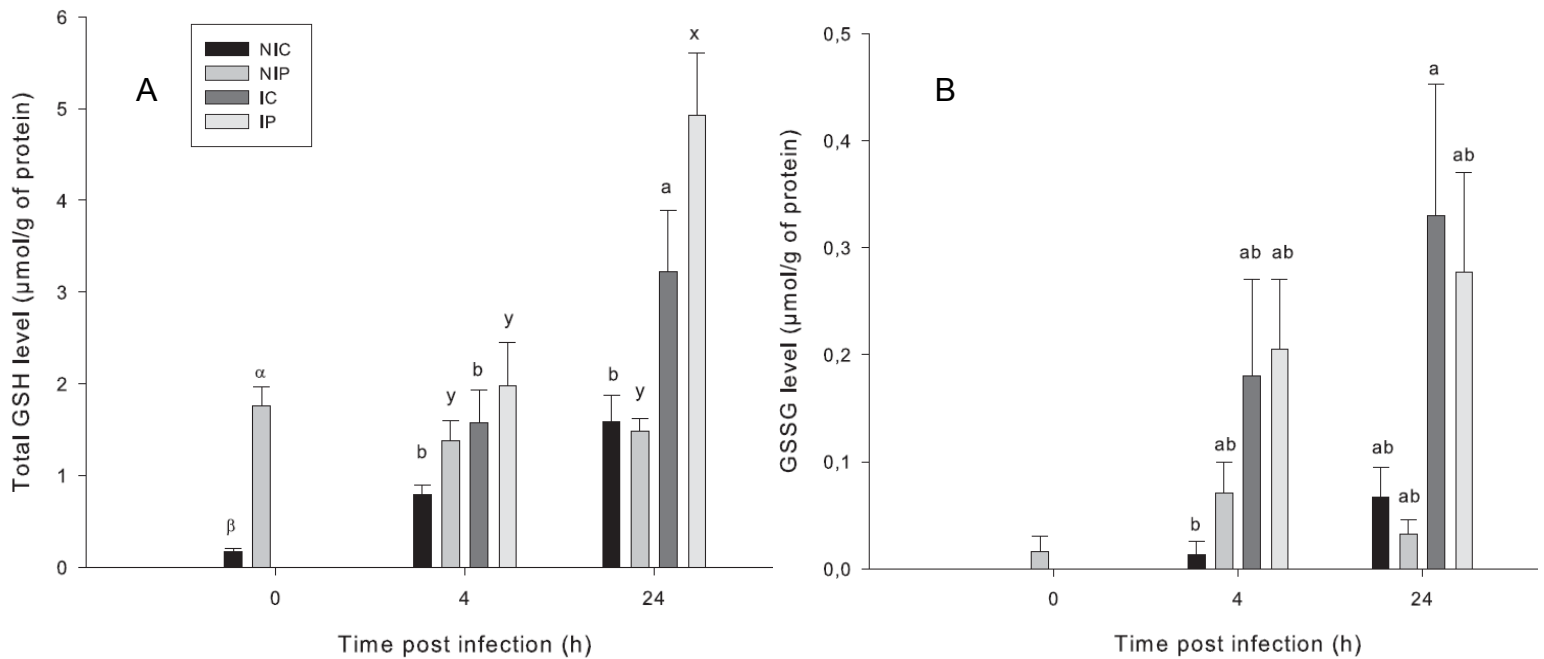 A
NIC
NIP
IC
IP
Total GSH level (μmol/g of protein)
6
5
4
3
2
1
0
β
α
b
y
b
y
b
y
a
x
0
4
24
Time post infection (h)
B
GSSG level (μmol/g of protein)
0,5
0,4
0,3
0,2
0,1
0,0
b
ab
ab
ab
ab
ab
a
ab
0
4
24
Time post infection (h)